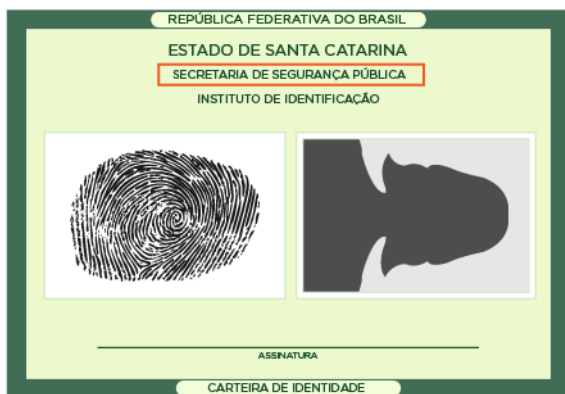 REPÚBLICA FEDERATIVA DO BRASIL
ESTADO DE SANTA CATARINA
SECRETARIA DE SEGURANÇA PÚBLICA
INSTITUTO DE IDENTIFICAÇÃO
ASSINATURA
CARTEIRA DE IDENTIDADE